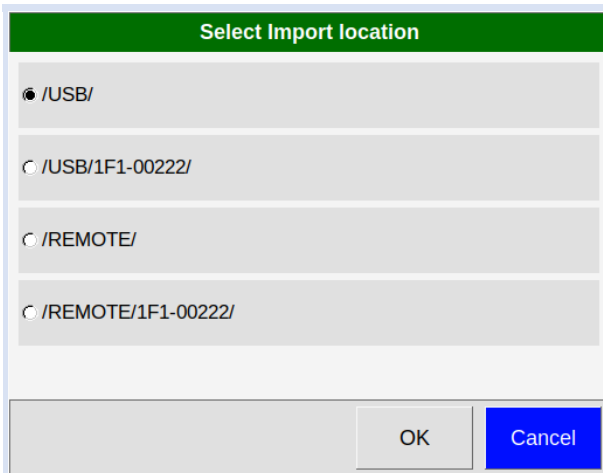 Select Import location
/USB/
/USB/1F1-00222/
/REMOTE/
/REMOTE/1F1-00222/
OK
Cancel